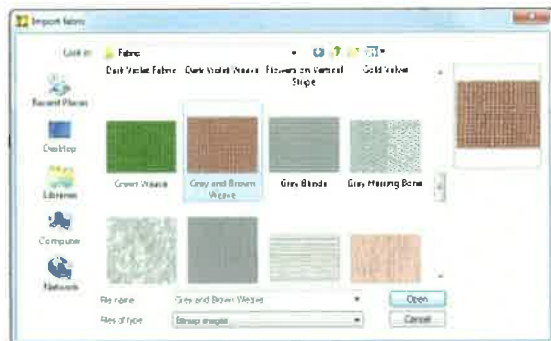 Import fabric
Look in:
Fabric
Dark Violet Fabric
Dark Violet Weave
Flowers on Vertical
Stripe
Gold Velvet
Recent Places
Desktop
Libraries
Computer
Network
Green Weave
Grey and Brown
Weave
Grey Blinds
Grey Herring Bone
File name:
Grey and Brown Weave
Open
Files of type:
Bitmap images
Cancel